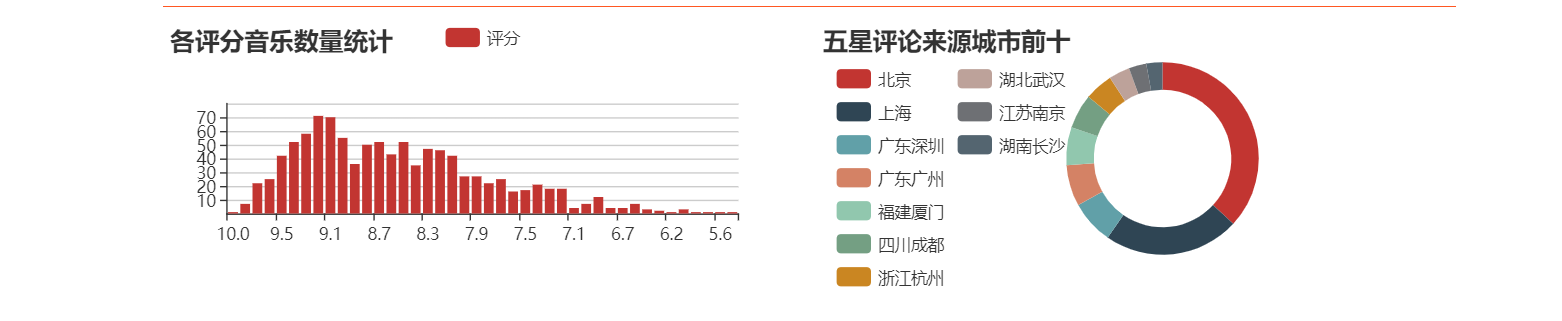 各评分音乐数量统计
评分
70
60
50
40
30
20
10
10.0 9.5 9.1 8.7 8.3 7.9 7.5 7.1 6.7 6.2 5.6
五星评论来源城市前十
北京
上海
广东深圳
广东广州
福建厦门
四川成都
浙江杭州
湖北武汉
江苏南京
湖南长沙